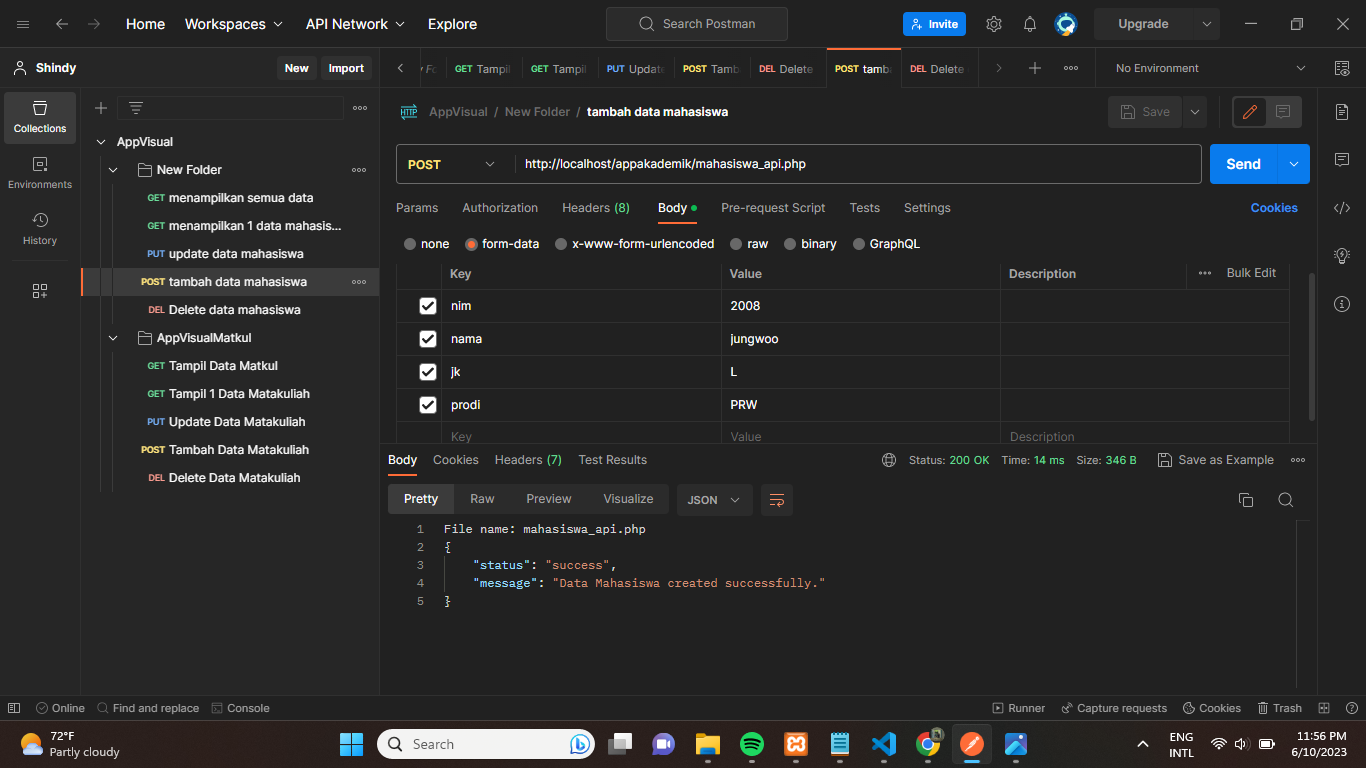 Home Workspaces API Network Explore Search Postman Invite Upgrade
Shindy New Import
GET Tampil GET Tampil PUT Update POST Tamb DEL Delete POST tamb DEL Delete No Environment
Collections
Environments
History
AppVisual
New Folder
GET menampilkan semua data
GET menampilkan 1 data mahasis...
PUT update data mahasiswa
POST tambah data mahasiswa
DEL Delete data mahasiswa
AppVisualMatkul
GET Tampil Data Matkul
GET Tampil 1 Data Matakuliah
PUT Update Data Matakuliah
POST Tambah Data Matakuliah
DEL Delete Data Matakuliah
HTTP AppVisual / New Folder / tambah data mahasiswa Save
POST http://localhost/appakademik/mahasiswa_api.php Send
Params Authorization Headers (8) Body Pre-request Script Tests Settings Cookies
none form-data x-www-form-urlencoded raw binary GraphQL
Key Value Description Bulk Edit
nim 2008
nama jungwoo
jk L
prodi PRW
Key Value Description
Body Cookies Headers (7) Test Results Status: 200 OK Time: 14 ms Size: 346 B Save as Example
Pretty Raw Preview Visualize JSON
1 File name: mahasiswa_api.php
2 {
3 "status": "success",
4 "message": "Data Mahasiswa created successfully."
5 }
Online Find and replace Console Runner Capture requests Cookies Trash
72°F
Partly cloudy
Search
ENG
INTL
11:56 PM
6/10/2023